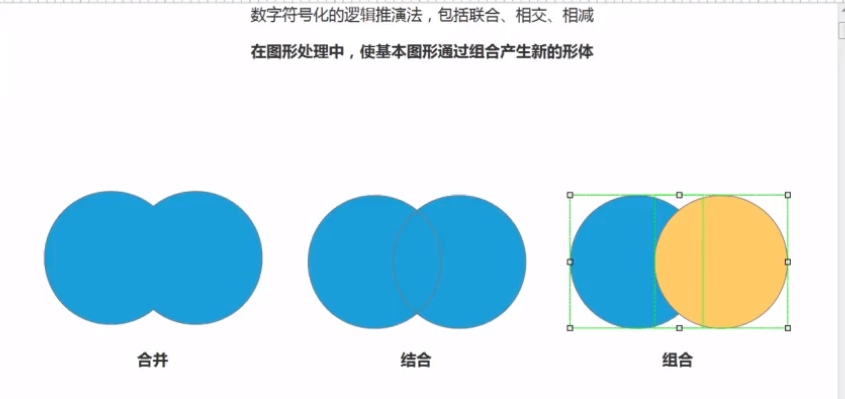 数字符号化的逻辑推演法，包括联合、相交、相减
在图形处理中，使基本图形通过组合产生新的形体
合并
结合
组合